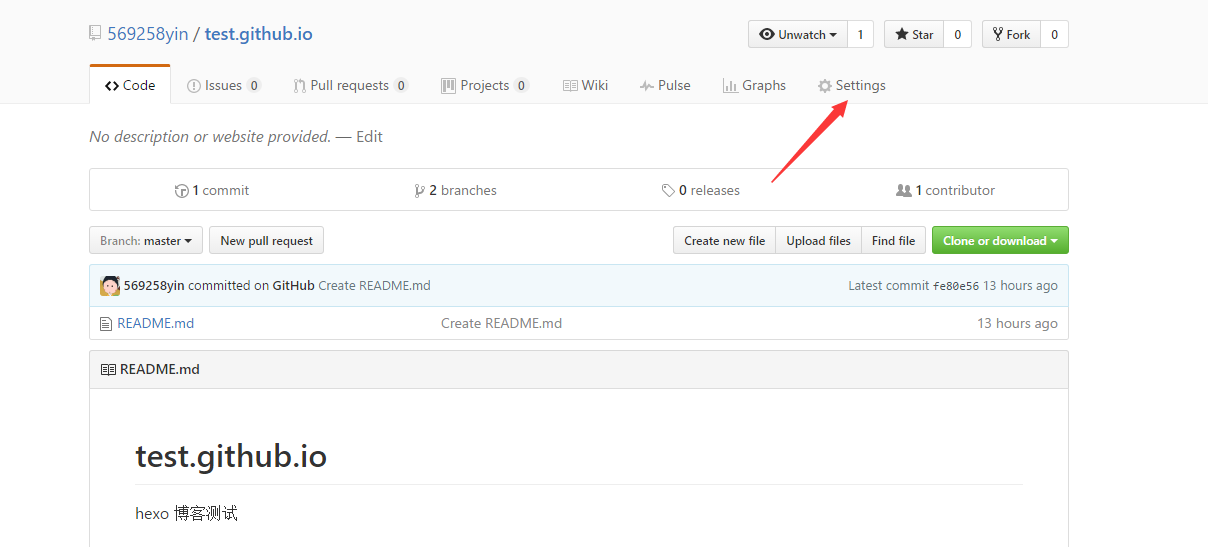 569258yin / test.github.io
Unwatch 1 Star 0 Fork 0
Code Issues 0 Pull requests 0 Projects 0 Wiki Pulse Graphs Settings
No description or website provided. — Edit
1 commit 2 branches 0 releases 1 contributor
Branch: master New pull request Create new file Upload files Find file Clone or download
569258yin committed on GitHub Create README.md Latest commit fe80e56 13 hours ago
README.md Create README.md 13 hours ago
README.md
test.github.io
hexo 博客测试